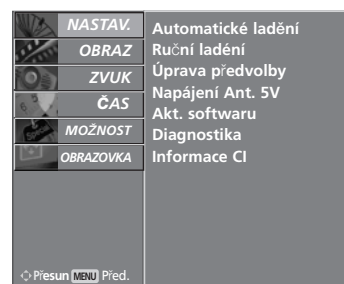 NASTAV.
OBRAZ
ZVUK
ČAS
MOŽNOST
OBRAZOVKA
Automatické ladění
Ruční ladéní
Úprava předvolby
Napájení Ant. 5V
Akt. softwaru
Diagnostika
Informace CI
Přesun MENU Před.